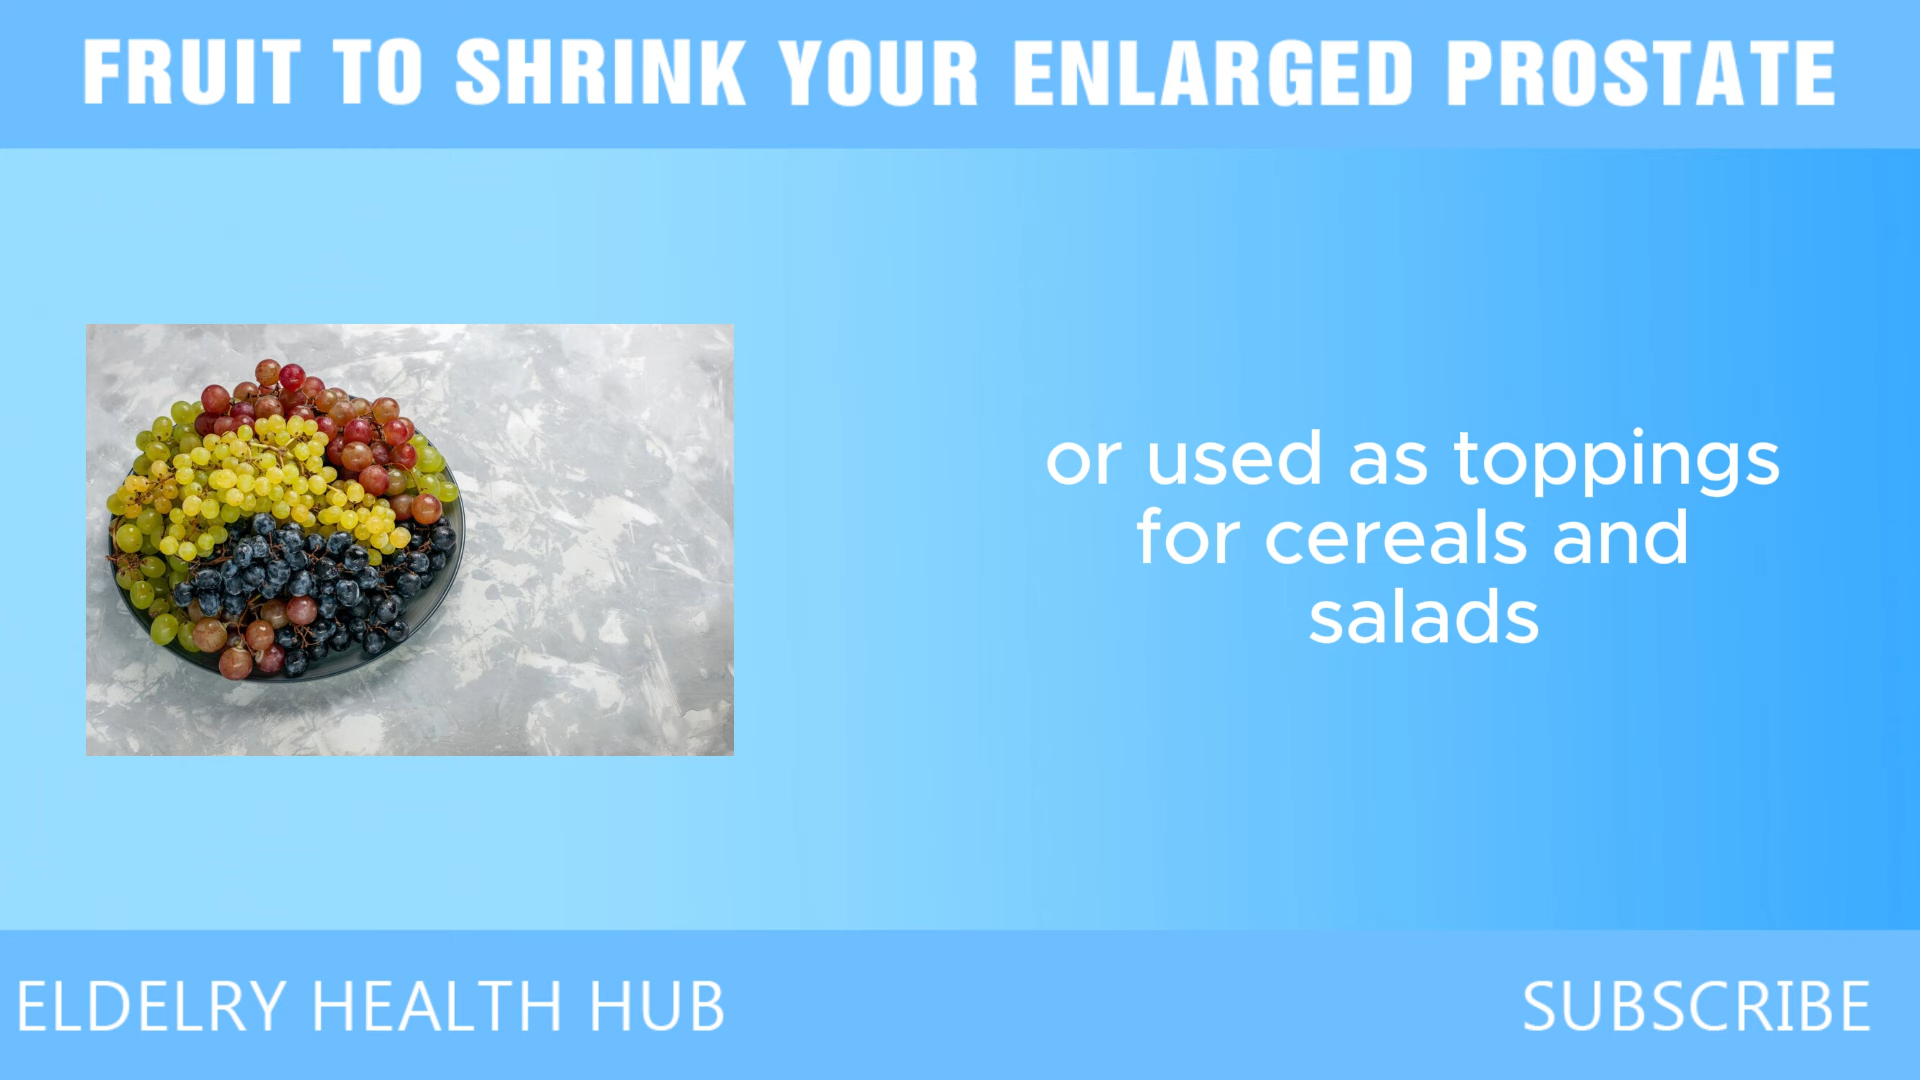 FRUIT TO SHRINK YOUR ENLARGED PROSTATE
or used as toppings
for cereals and
salads
ELDELRY HEALTH HUB
SUBSCRIBE